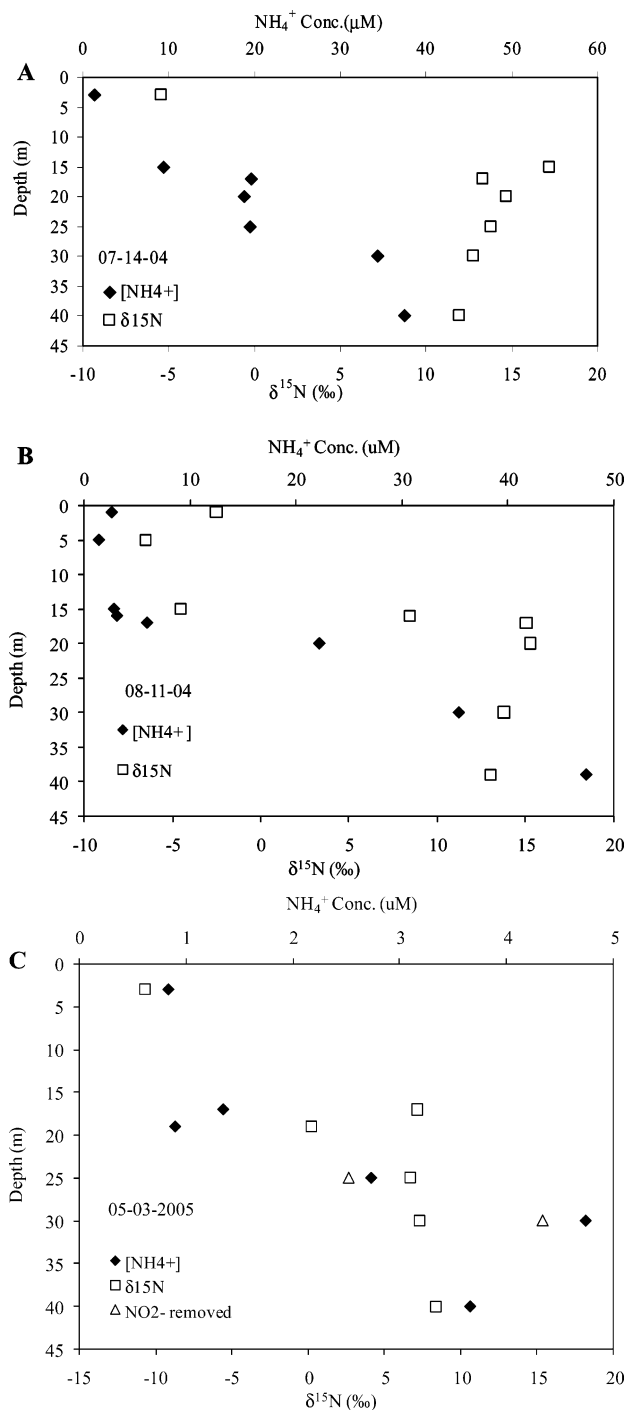 NH₄⁺ Conc.(μM)
A
0 10 20 30 40 50 60
0
5
10
15
20
25
30
35
40
45
Depth (m)
07-14-04
[NH4+]
δ15N
-10 -5 0 5 10 15 20
δ¹⁵N (‰)
B
NH₄⁺ Conc. (uM)
0 10 20 30 40 50
0
5
10
15
20
25
30
35
40
45
Depth (m)
08-11-04
[NH4+]
δ15N
-10 -5 0 5 10 15 20
δ¹⁵N (‰)
NH₄⁺ Conc. (uM)
0 1 2 3 4 5
C
0
5
10
15
20
25
30
35
40
45
Depth (m)
05-03-2005
[NH4+]
δ15N
NO2- removed
-15 -10 -5 0 5 10 15 20
δ¹⁵N (‰)